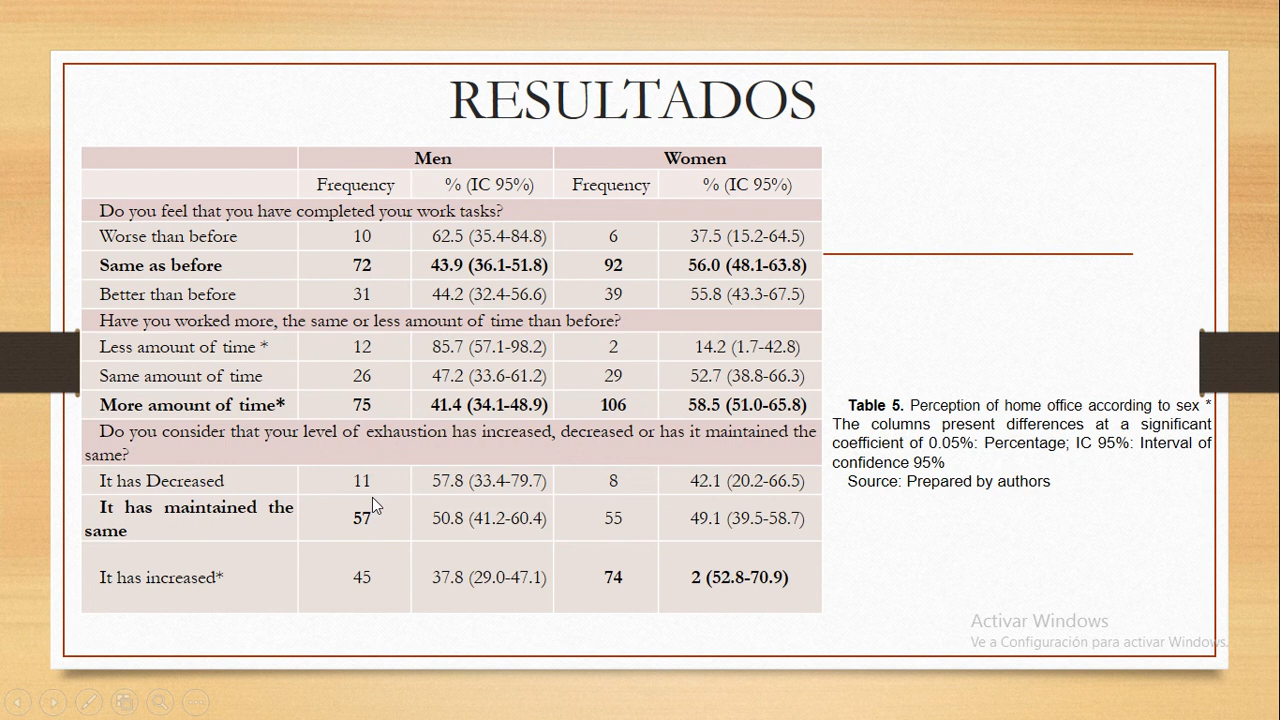 RESULTADOS
Men Women
Frequency % (IC 95%) Frequency % (IC 95%)
Do you feel that you have completed your work tasks?
Worse than before 10 62.5 (35.4-84.8) 6 37.5 (15.2-64.5)
Same as before 72 43.9 (36.1-51.8) 92 56.0 (48.1-63.8)
Better than before 31 44.2 (32.4-56.6) 39 55.8 (43.3-67.5)
Have you worked more, the same or less amount of time than before?
Less amount of time * 12 85.7 (57.1-98.2) 2 14.2 (1.7-42.8)
Same amount of time 26 47.2 (33.6-61.2) 29 52.7 (38.8-66.3)
More amount of time* 75 41.4 (34.1-48.9) 106 58.5 (51.0-65.8)
Do you consider that your level of exhaustion has increased, decreased or has it maintained the
same?
It has Decreased 11 57.8 (33.4-79.7) 8 42.1 (20.2-66.5)
It has maintained the
same 57 50.8 (41.2-60.4) 55 49.1 (39.5-58.7)
It has increased* 45 37.8 (29.0-47.1) 74 2 (52.8-70.9)
Table 5. Perception of home office according to sex *
The columns present differences at a significant
coefficient of 0.05%: Percentage; IC 95%: Interval of
confidence 95%
Source: Prepared by authors
Activar Windows
Ve a Configuración para activar Windows.